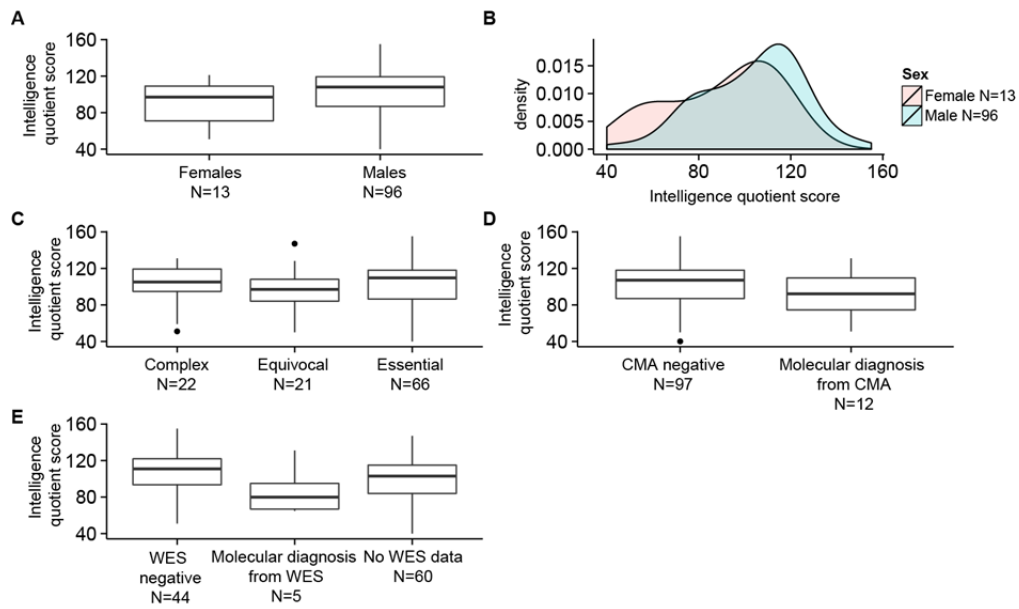 A
Intelligence
quotient score
160
120
80
40
Females
N=13
Males
N=96
B
density
0.015
0.010
0.005
0.000
40
80
120
160
Intelligence quotient score
Sex
Female N=13
Male N=96
C
Intelligence
quotient score
160
120
80
40
Complex
N=22
Equivocal
N=21
Essential
N=66
D
Intelligence
quotient score
160
120
80
40
CMA negative
N=97
Molecular diagnosis
from CMA
N=12
E
Intelligence
quotient score
160
120
80
40
WES
negative
N=44
Molecular diagnosis
from WES
N=5
No WES data
N=60